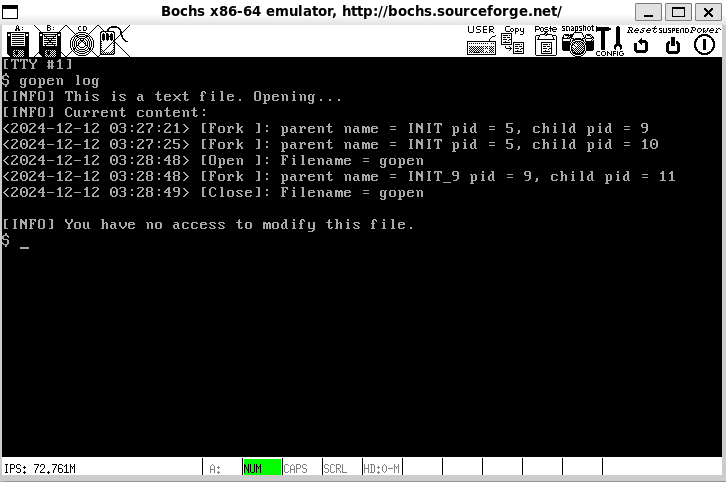 Bochs x86-64 emulator, http://bochs.sourceforge.net/
A: B: CD USER Copy Paste snapshot CONFIG Reset SUSPEND Power
[TTY #1]
$ gopen log
[INFO] This is a text file. Opening...
[INFO] Current content:
<2024-12-12 03:27:21> [Fork ]: parent name = INIT pid = 5, child pid = 9
<2024-12-12 03:27:25> [Fork ]: parent name = INIT pid = 5, child pid = 10
<2024-12-12 03:28:48> [Open ]: Filename = gopen
<2024-12-12 03:28:48> [Fork ]: parent name = INIT_9 pid = 9, child pid = 11
<2024-12-12 03:28:49> [Close]: Filename = gopen
[INFO] You have no access to modify this file.
$ _
IPS: 72.761M A: NUM CAPS SCRL HD:0-M